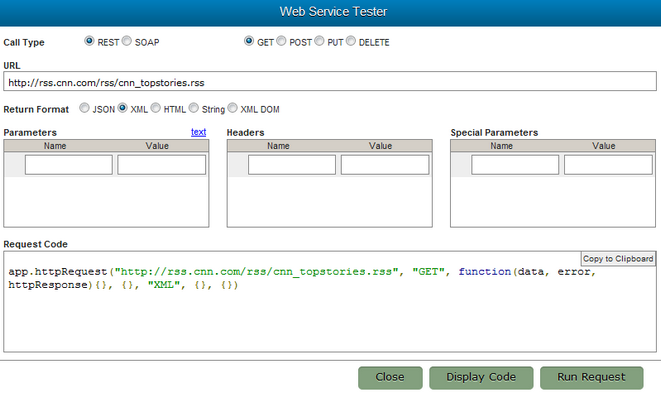 Web Service Tester
Call Type REST SOAP GET POST PUT DELETE
URL
http://rss.cnn.com/rss/cnn_topstories.rss
Return Format JSON XML HTML String XML DOM
Parameters text Headers Special Parameters
Name Value Name Value Name Value
Request Code
Copy to Clipboard
app.httpRequest("http://rss.cnn.com/rss/cnn_topstories.rss", "GET", function(data, error,
httpResponse){}, {}, "XML", {}, {})
Close Display Code Run Request